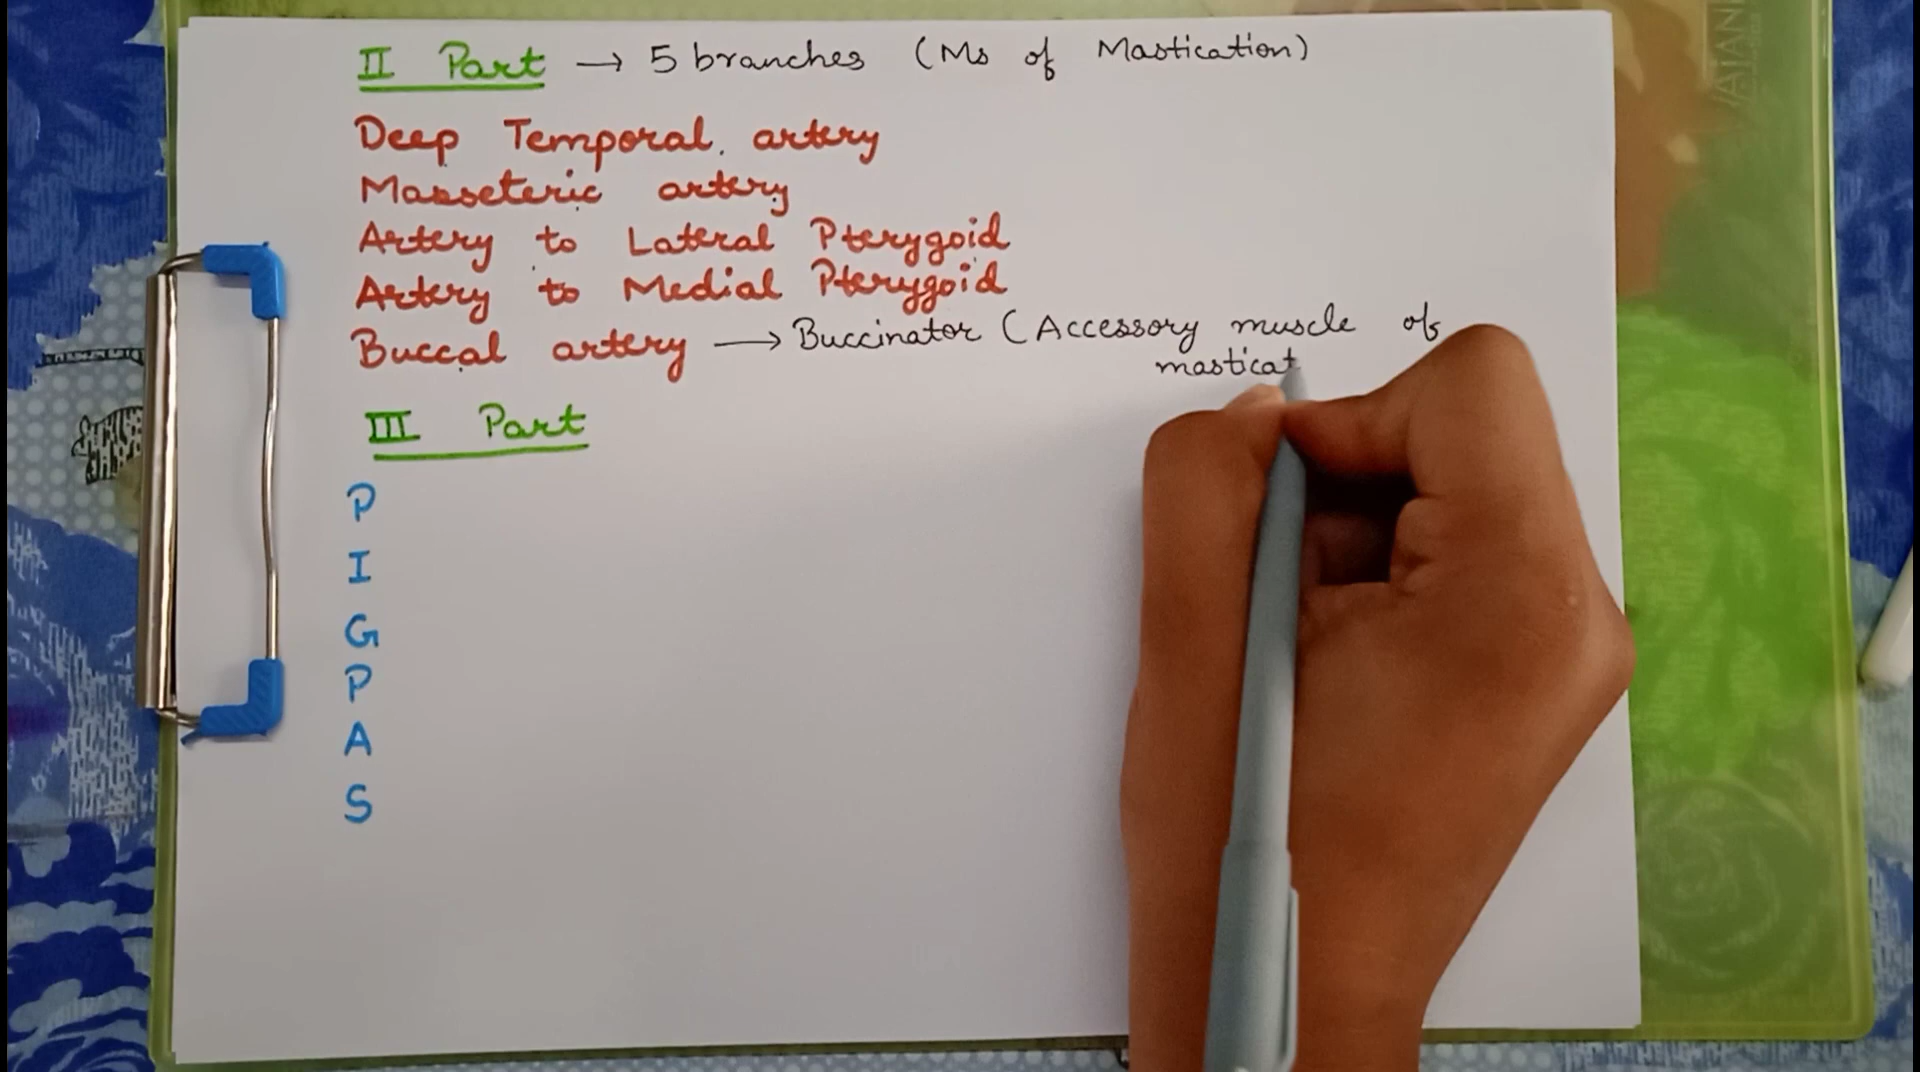 II Part → 5 branches (Ms of Mastication)
Deep Temporal artery
Masseteric artery
Artery to Lateral Pterygoid
Artery to Medial Pterygoid
Buccal artery → Buccinator (Accessory muscle of
masticat
III Part
P
I
G
P
A
S
AJANI